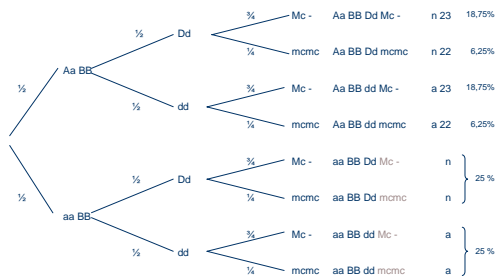 ¾ Mc - Aa BB Dd Mc - n 23 18,75%
½ Dd
¼ mcmc Aa BB Dd mcmc n 22 6,25%
Aa BB
½ ¾ Mc - Aa BB dd Mc - a 23 18,75%
½ dd
¼ mcmc Aa BB dd mcmc a 22 6,25%
¾ Mc - aa BB Dd Mc - n
½ Dd 25 %
½ ¼ mcmc aa BB Dd mcmc n
aa BB
¾ Mc - aa BB dd Mc - a
½ dd 25 %
¼ mcmc aa BB dd mcmc a